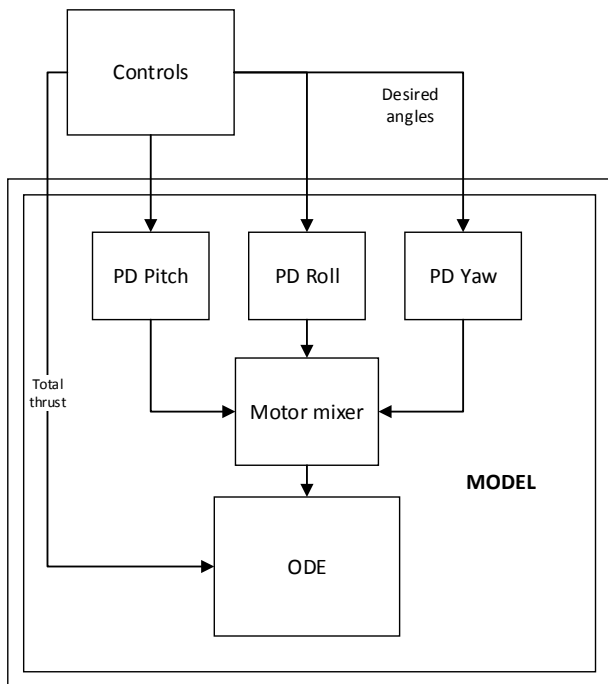 Controls
Desired
angles
PD Pitch
PD Roll
PD Yaw
Total
thrust
Motor mixer
MODEL
ODE